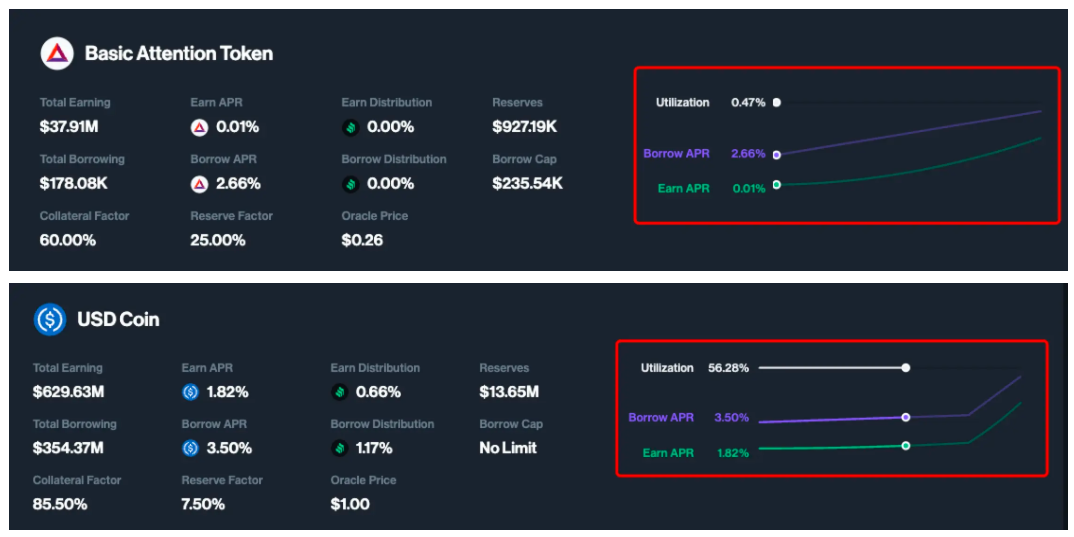 Basic Attention Token
Total Earning Earn APR Earn Distribution Reserves
$37.91M 0.01% 0.00% $927.19K
Total Borrowing Borrow APR Borrow Distribution Borrow Cap
$178.08K 2.66% 0.00% $235.54K
Collateral Factor Reserve Factor Oracle Price
60.00% 25.00% $0.26
Utilization 0.47%
Borrow APR 2.66%
Earn APR 0.01%
USD Coin
Total Earning Earn APR Earn Distribution Reserves
$629.63M 1.82% 0.66% $13.65M
Total Borrowing Borrow APR Borrow Distribution Borrow Cap
$354.37M 3.50% 1.17% No Limit
Collateral Factor Reserve Factor Oracle Price
85.50% 7.50% $1.00
Utilization 56.28%
Borrow APR 3.50%
Earn APR 1.82%